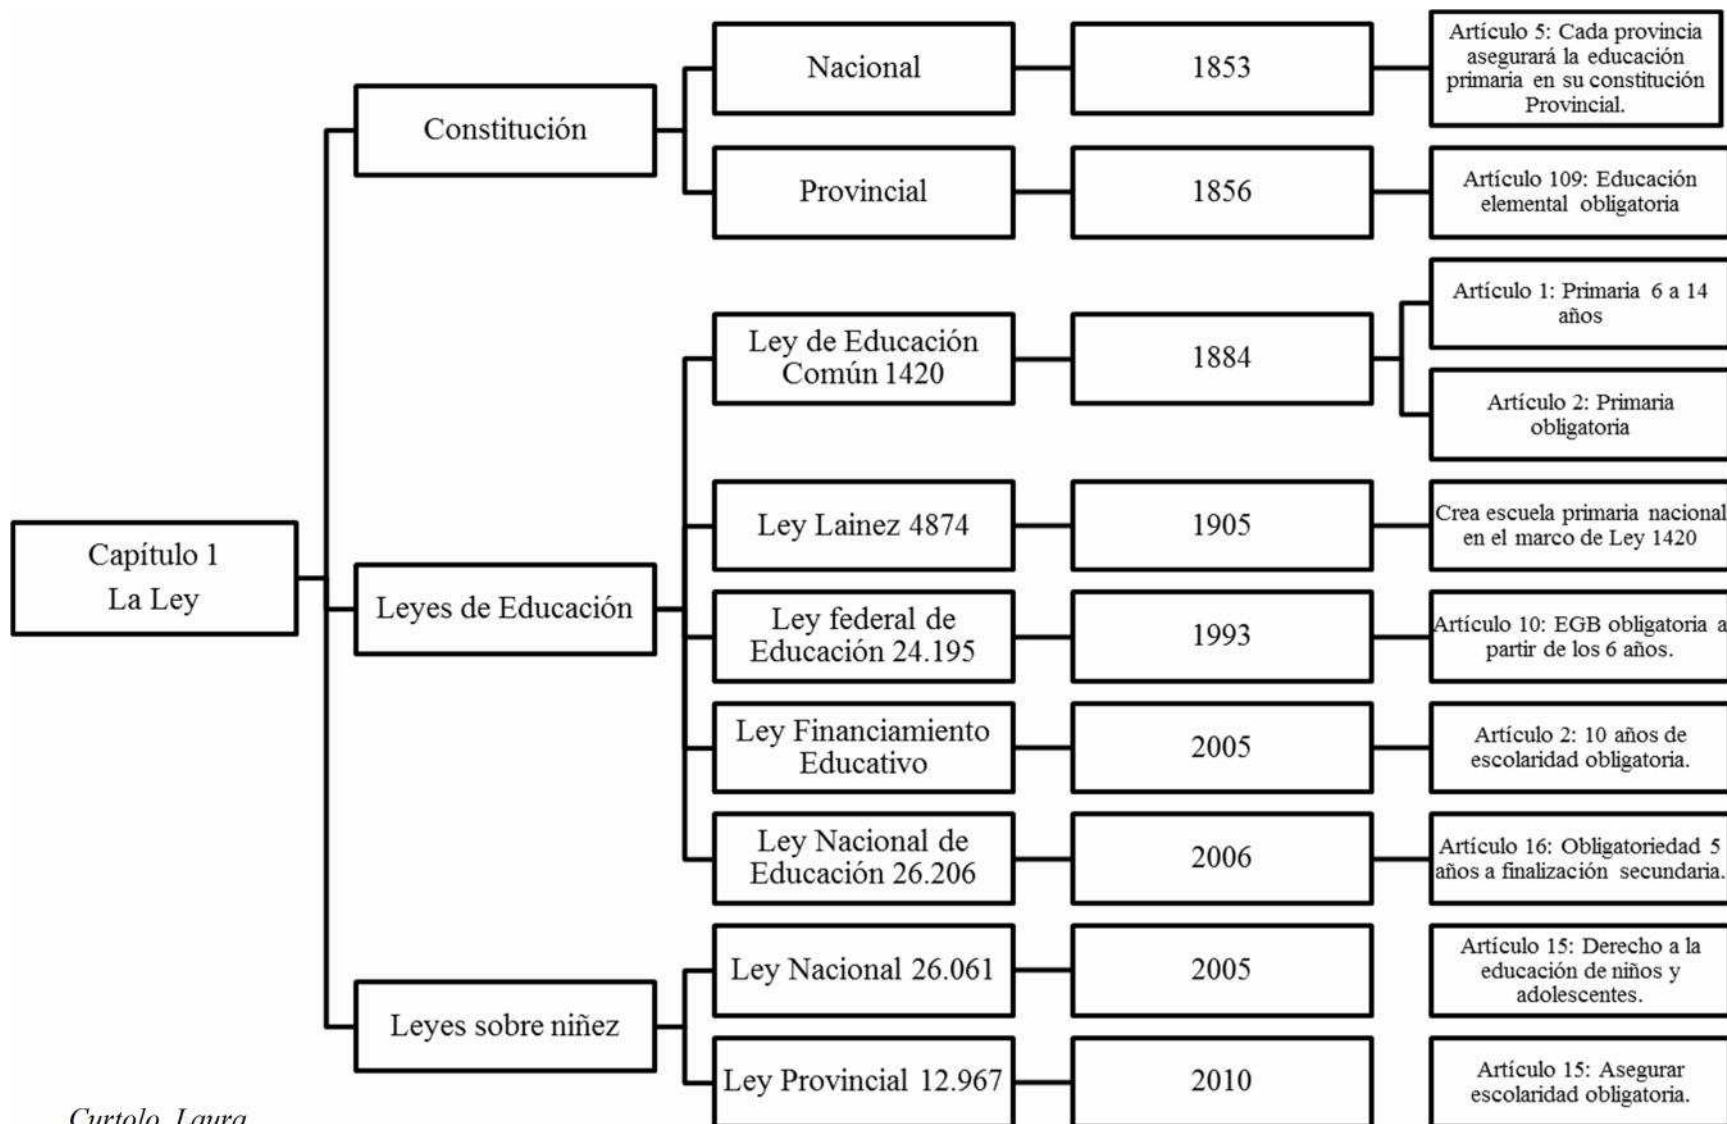 Capítulo 1
La Ley
Constitución
Nacional
1853
Artículo 5: Cada provincia
asegurará la educación
primaria en su constitución
Provincial.
Provincial
1856
Artículo 109: Educación
elemental obligatoria
Leyes de Educación
Ley de Educación
Común 1420
1884
Artículo 1: Primaria 6 a 14
años
Artículo 2: Primaria
obligatoria
Ley Lainez 4874
1905
Crea escuela primaria nacional
en el marco de Ley 1420
Ley federal de
Educación 24.195
1993
Artículo 10: EGB obligatoria a
partir de los 6 años.
Ley Financiamiento
Educativo
2005
Artículo 2: 10 años de
escolaridad obligatoria.
Ley Nacional de
Educación 26.206
2006
Artículo 16: Obligatoriedad 5
años a finalización secundaria.
Leyes sobre niñez
Ley Nacional 26.061
2005
Artículo 15: Derecho a la
educación de niños y
adolescentes.
Ley Provincial 12.967
2010
Artículo 15: Asegurar
escolaridad obligatoria.
Curtolo, Laura